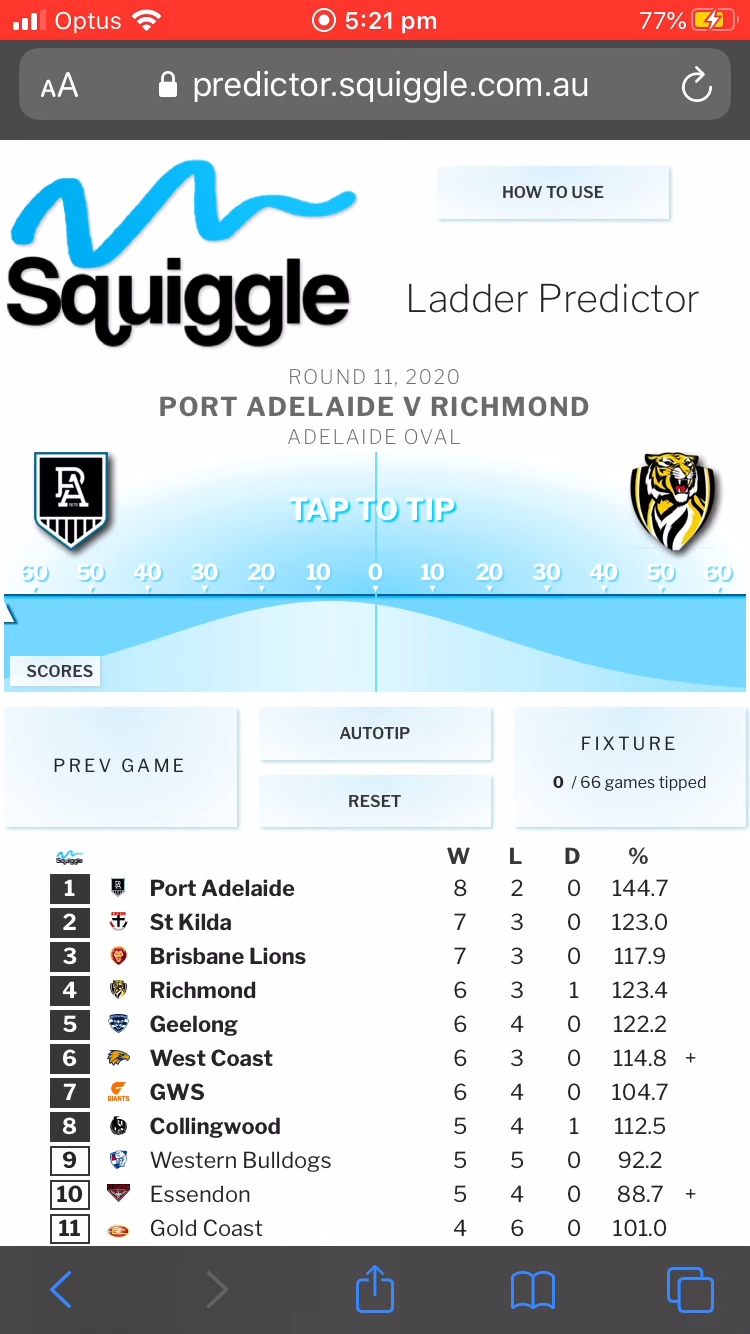 Optus 5:21 pm 77%
AA predictor.squiggle.com.au
Squiggle
HOW TO USE
Ladder Predictor
ROUND 11, 2020
PORT ADELAIDE V RICHMOND
ADELAIDE OVAL
PA
1870
TAP TO TIP
60 50 40 30 20 10 0 10 20 30 40 50 60
SCORES
PREV GAME
AUTOTIP
RESET
FIXTURE
0 / 66 games tipped
Squiggle W L D %
1 Port Adelaide 8 2 0 144.7
2 St Kilda 7 3 0 123.0
3 Brisbane Lions 7 3 0 117.9
4 Richmond 6 3 1 123.4
5 Geelong 6 4 0 122.2
6 West Coast 6 3 0 114.8 +
7 GIANTS GWS 6 4 0 104.7
8 Collingwood 5 4 1 112.5
9 Western Bulldogs 5 5 0 92.2
10 Essendon 5 4 0 88.7 +
11 Gold Coast 4 6 0 101.0